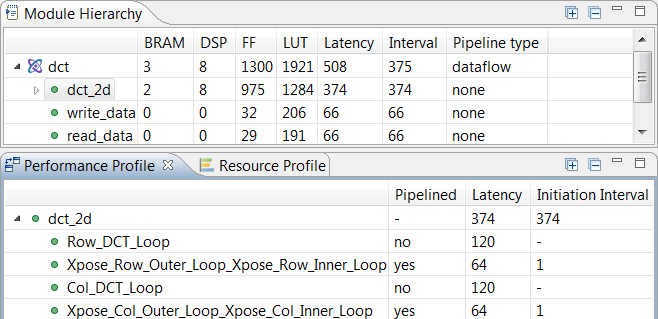 Module Hierarchy
BRAM DSP FF LUT Latency Interval Pipeline type
dct 3 8 1300 1921 508 375 dataflow
dct_2d 2 8 975 1284 374 374 none
write_data 0 0 32 206 66 66 none
read_data 0 0 29 191 66 66 none
Performance Profile Resource Profile
Pipelined Latency Initiation Interval
dct_2d - 374 374
Row_DCT_Loop no 120 -
Xpose_Row_Outer_Loop_Xpose_Row_Inner_Loop yes 64 1
Col_DCT_Loop no 120 -
Xpose_Col_Outer_Loop_Xpose_Col_Inner_Loop yes 64 1